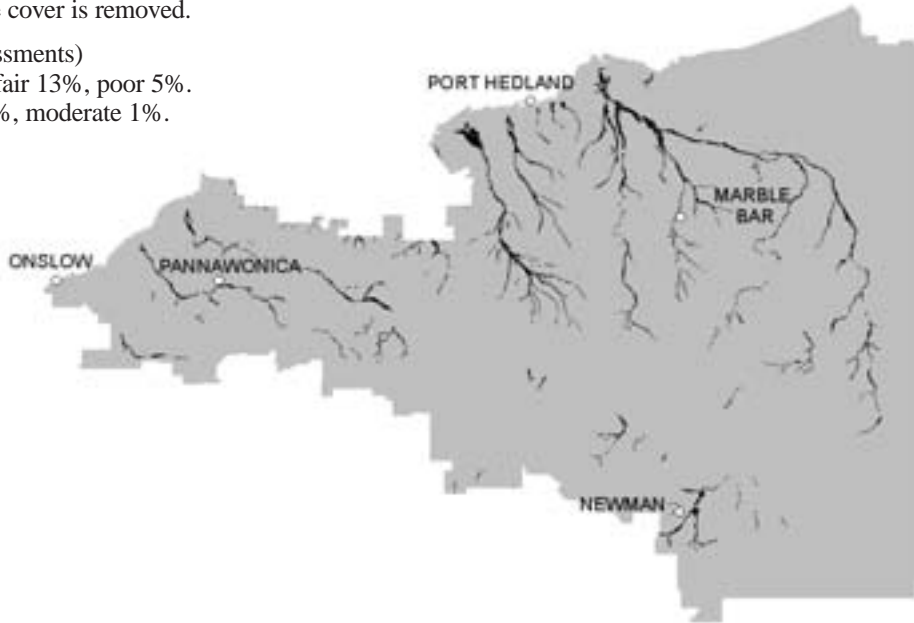 cover is removed.
ssments)
fair 13%, poor 5%.
%, moderate 1%.
PORT HEDLAND
MARBLE
BAR
ONSLOW
PANNAWONICA
NEWMAN